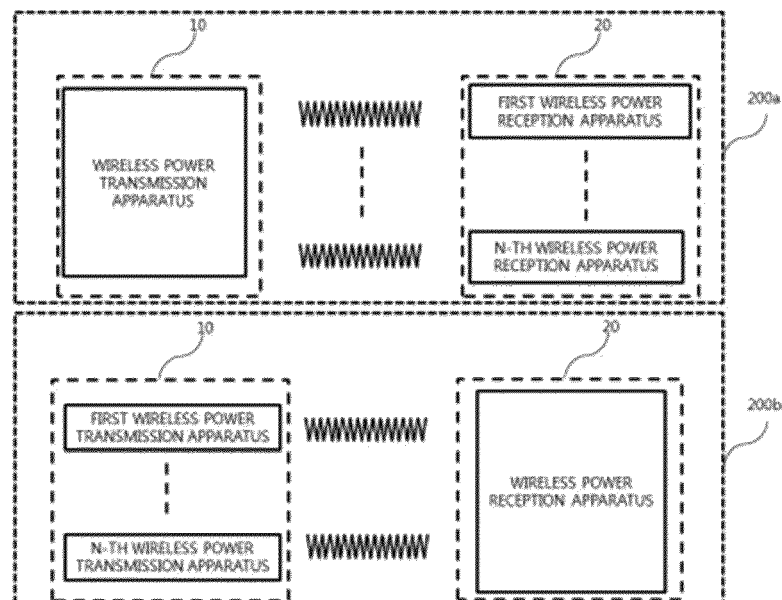 10
20
200a
WIRELESS POWER
TRANSMISSION
APPARATUS
FIRST WIRELESS POWER
RECEPTION APPARATUS
N-TH WIRELESS POWER
RECEPTION APPARATUS
10
20
200b
FIRST WIRELESS POWER
TRANSMISSION APPARATUS
N-TH WIRELESS POWER
TRANSMISSION APPARATUS
WIRELESS POWER
RECEPTION APPARATUS